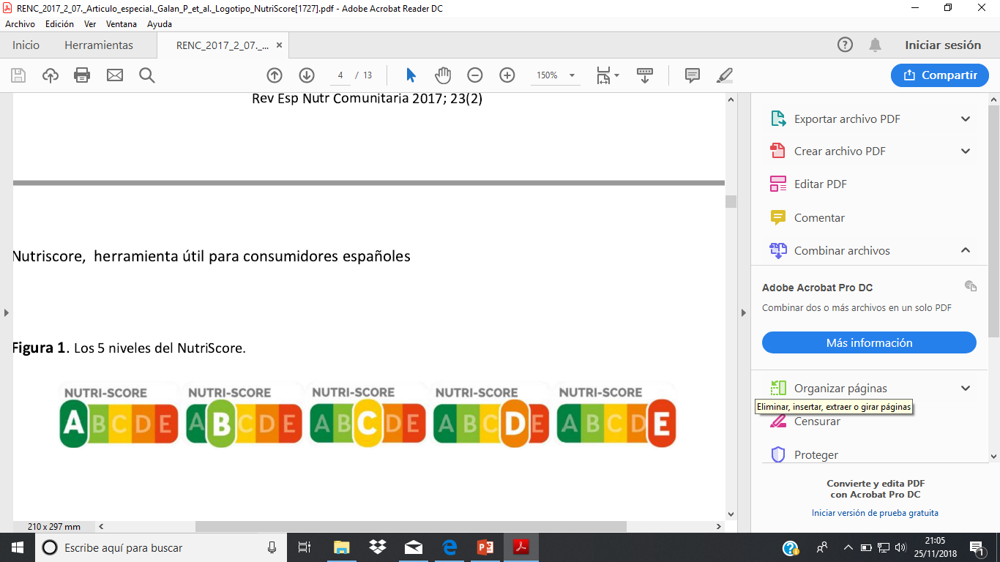 RENC_2017_2_07._Articulo_especial._Galan_P_et_al._Logotipo_NutriScore[1727].pdf - Adobe Acrobat Reader DC
Archivo Edición Ver Ventana Ayuda
Inicio Herramientas RENC_2017_2_07._... Iniciar sesión
4 / 13 150% Compartir
Rev Esp Nutr Comunitaria 2017; 23(2)
Nutriscore, herramienta útil para consumidores españoles
Figura 1. Los 5 niveles del NutriScore.
NUTRI-SCORE NUTRI-SCORE NUTRI-SCORE NUTRI-SCORE NUTRI-SCORE
A B C D E A B C D E A B C D E A B C D E A B C D E
210 x 297 mm
Exportar archivo PDF
Crear archivo PDF
Editar PDF
Comentar
Combinar archivos
Adobe Acrobat Pro DC
Combinar dos o más archivos en un solo PDF
Más información
Organizar páginas
Eliminar, insertar, extraer o girar páginas
Censurar
Proteger
Convierte y edita PDF
con Acrobat Pro DC
Iniciar versión de prueba gratuita
Escribe aquí para buscar
21:05
25/11/2018
1